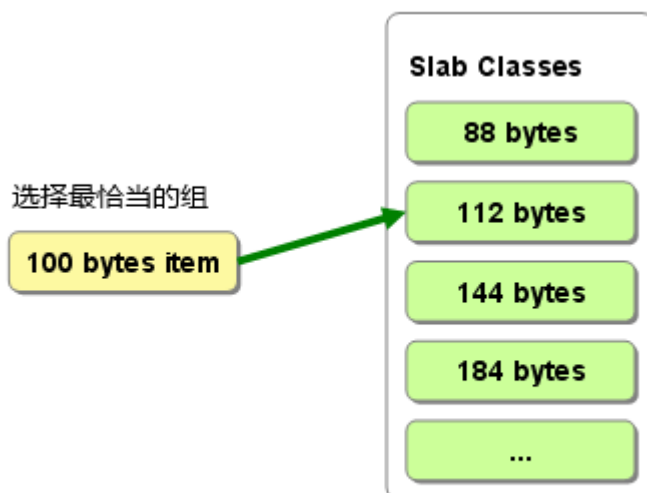 Slab Classes
88 bytes
选择最恰当的组
112 bytes
100 bytes item
144 bytes
184 bytes
...